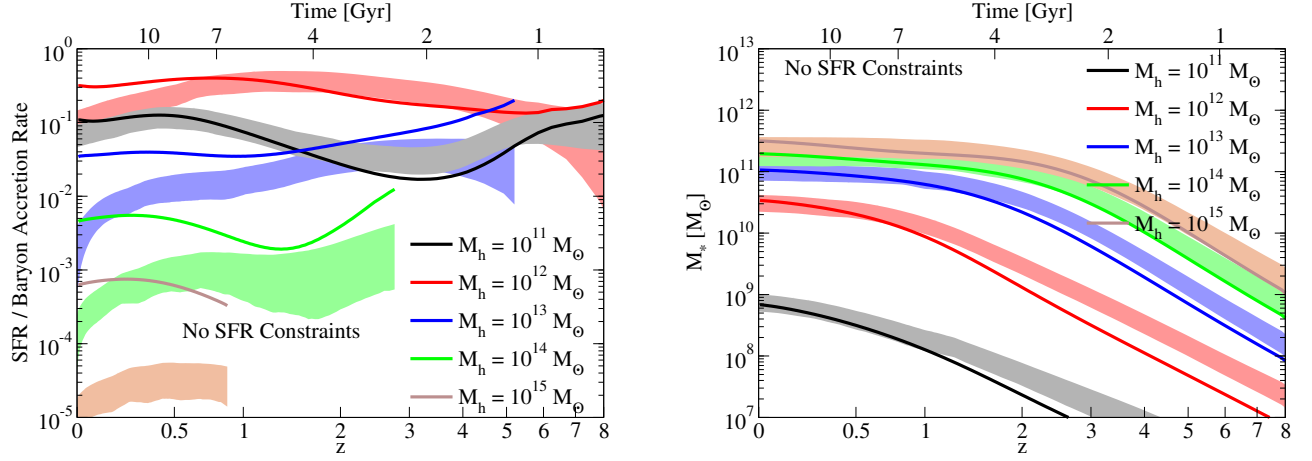 Time [Gyr]
10 7 4 2 1
10^0
10^-1
10^-2
10^-3
10^-4
10^-5
SFR / Baryon Accretion Rate
No SFR Constraints
M_h = 10^11 M_⊙
M_h = 10^12 M_⊙
M_h = 10^13 M_⊙
M_h = 10^14 M_⊙
M_h = 10^15 M_⊙
0 0.5 1 2 3 4 5 6 7 8
z
Time [Gyr]
10 7 4 2 1
10^13
10^12
10^11
10^10
10^9
10^8
10^7
M_* [M_⊙]
No SFR Constraints
M_h = 10^11 M_⊙
M_h = 10^12 M_⊙
M_h = 10^13 M_⊙
M_h = 10^14 M_⊙
M_h = 10^15 M_⊙
0 0.5 1 2 3 4 5 6 7 8
z